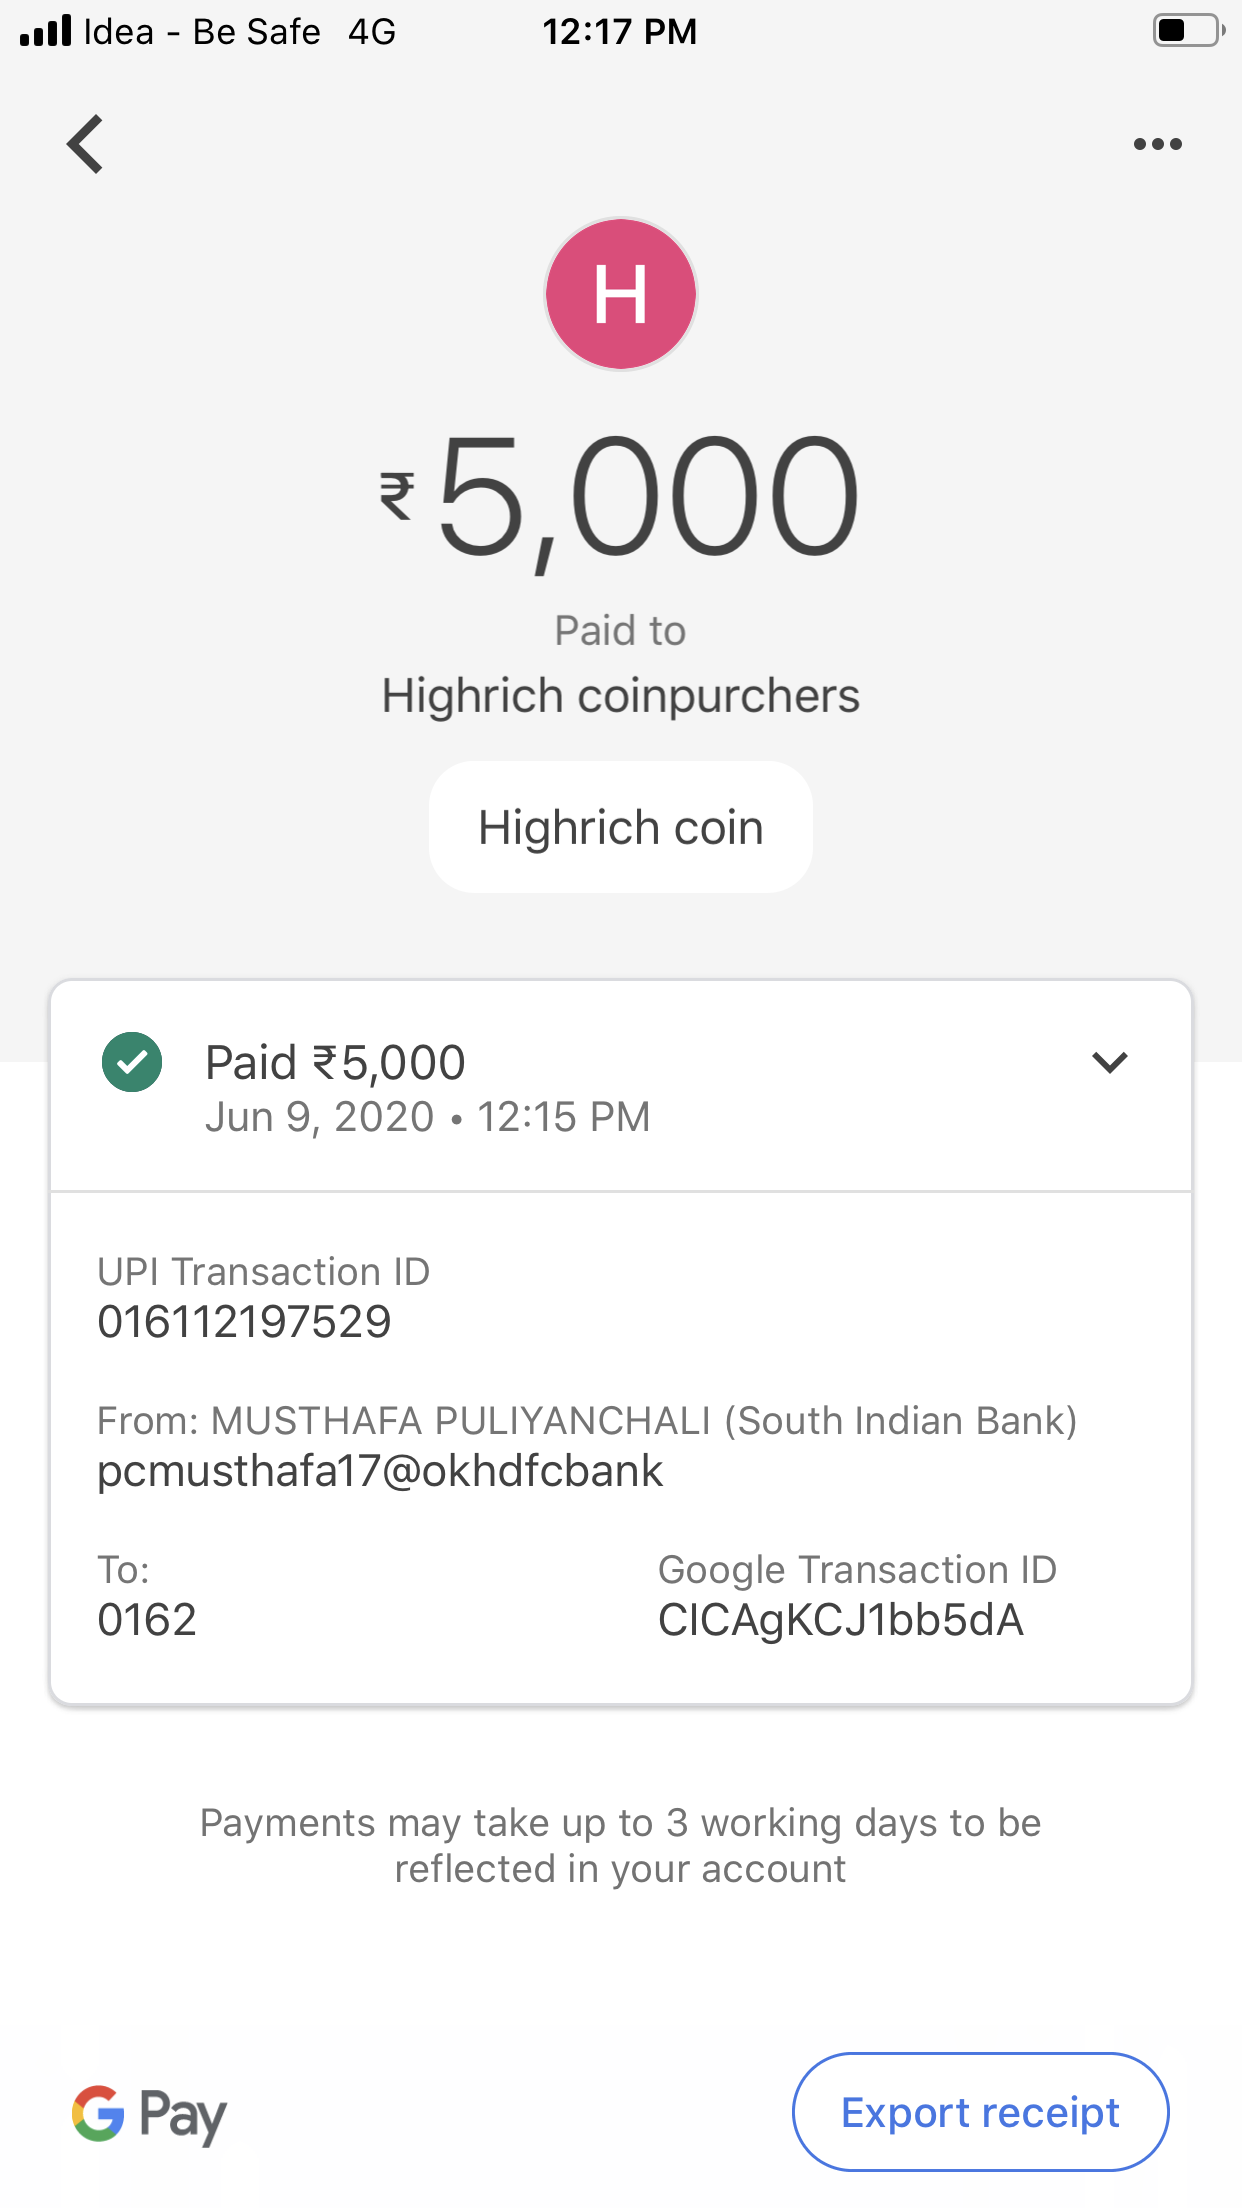 Idea - Be Safe 4G 12:17 PM
H
₹5,000
Paid to
Highrich coinpurchers
Highrich coin
Paid ₹5,000
Jun 9, 2020 • 12:15 PM
UPI Transaction ID
016112197529
From: MUSTHAFA PULIYANCHALI (South Indian Bank)
pcmusthafa17@okhdfcbank
To:
0162
Google Transaction ID
CICAgKCJ1bb5dA
Payments may take up to 3 working days to be
reflected in your account
G Pay
Export receipt